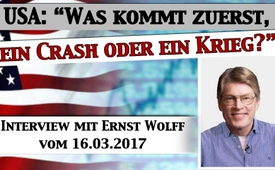 USA: “Was kommt zuerst,
ein Crash oder ein Krieg?”
Interview mit Ernst Wolff
vom 16.03.2017